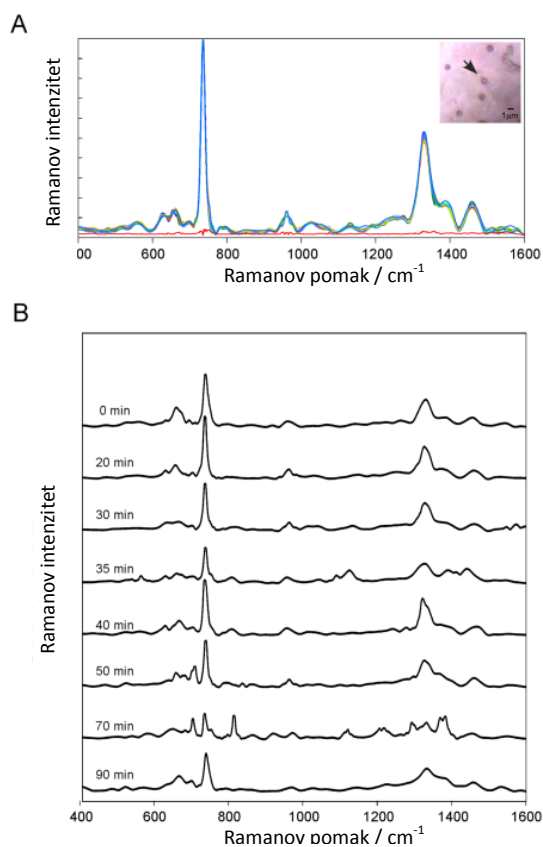 A
Ramanov intenzitet
1µm
00 600 800 1000 1200 1400 1600
Ramanov pomak / cm-1
B
Ramanov intenzitet
0 min
20 min
30 min
35 min
40 min
50 min
70 min
90 min
400 600 800 1000 1200 1400 1600
Ramanov pomak / cm-1